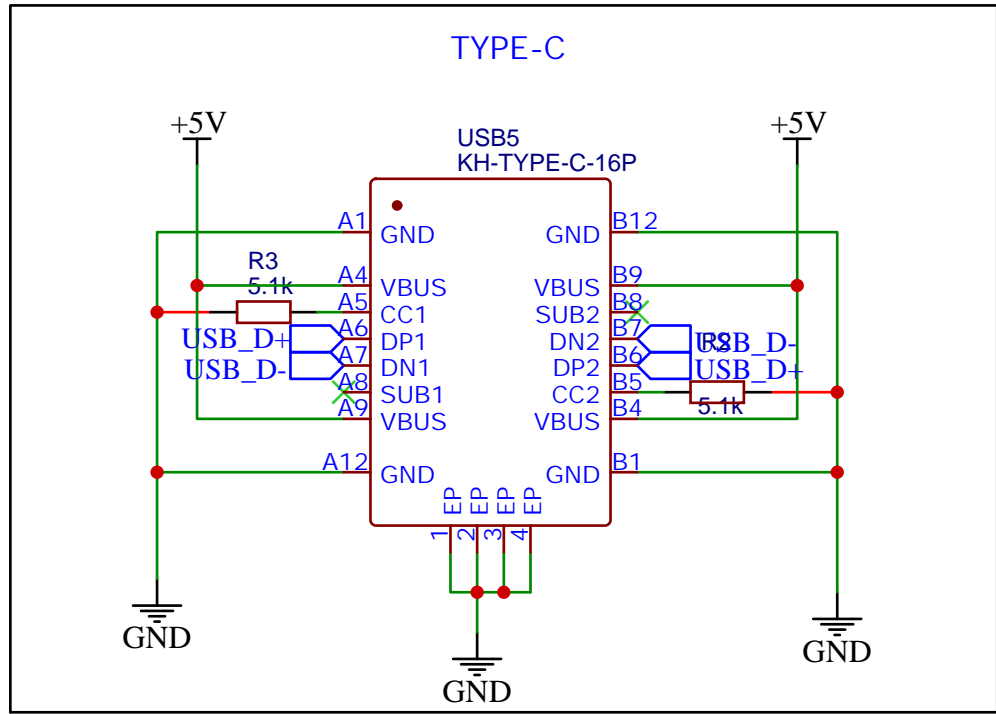 TYPE-C
+5V
+5V
USB5
KH-TYPE-C-16P
A1
GND
GND
B12
R3
5.1k
A4
VBUS
VBUS
B9
A5
CC1
SUB2
B8
USB_D+
A6
DP1
DN2
B7
R2
USB_D-
USB_D-
A7
DN1
DP2
B6
USB_D+
A8
SUB1
CC2
B5
5.1k
A9
VBUS
VBUS
B4
A12
GND
GND
B1
EP
EP
EP
EP
1
2
3
4
GND
GND
GND